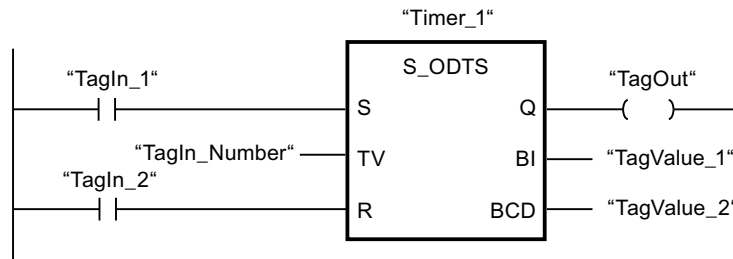 “Timer_1“
S_ODTS
“TagIn_1“
“TagOut“
S
Q
“TagIn_Number“
TV
BI
“TagValue_1“
“TagIn_2“
R
BCD
“TagValue_2“